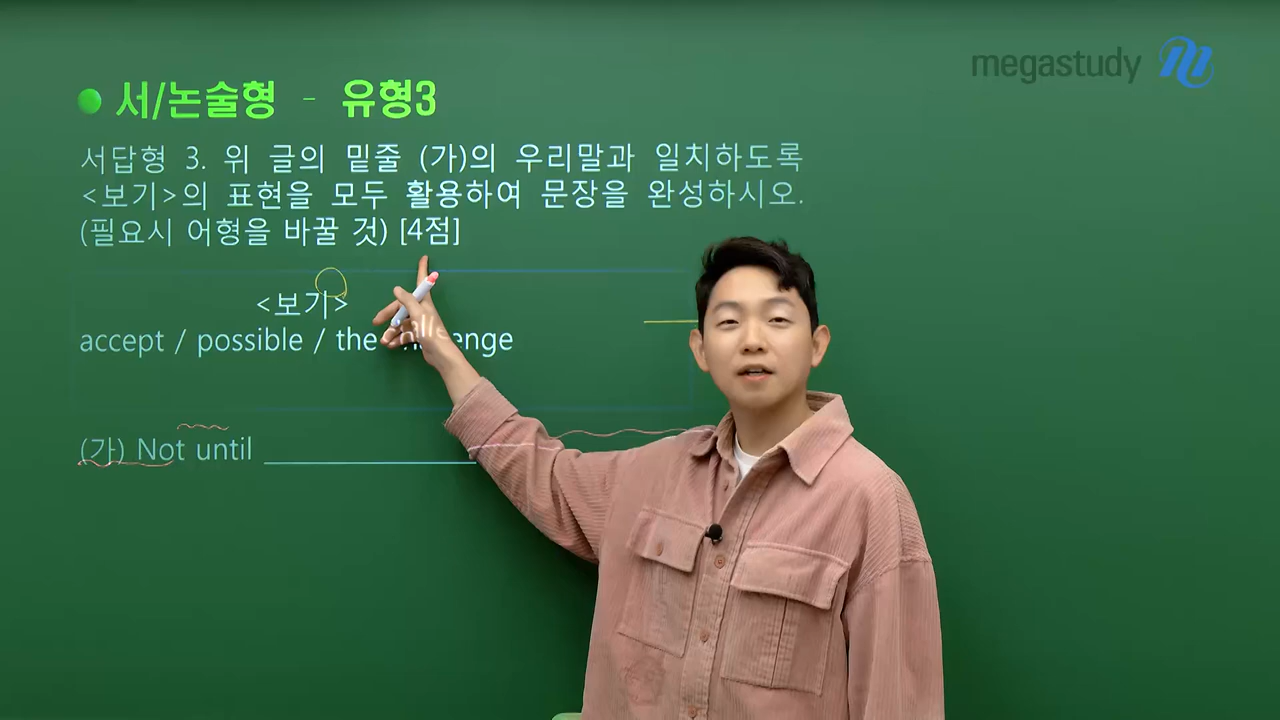 megastudy
서/논술형 - 유형3
서답형 3. 위 글의 밑줄 (가)의 우리말과 일치하도록
<보기>의 표현을 모두 활용하여 문장을 완성하시오.
(필요시 어형을 바꿀 것) [4점]
<보기>
accept / possible / the challenge
(가) Not until